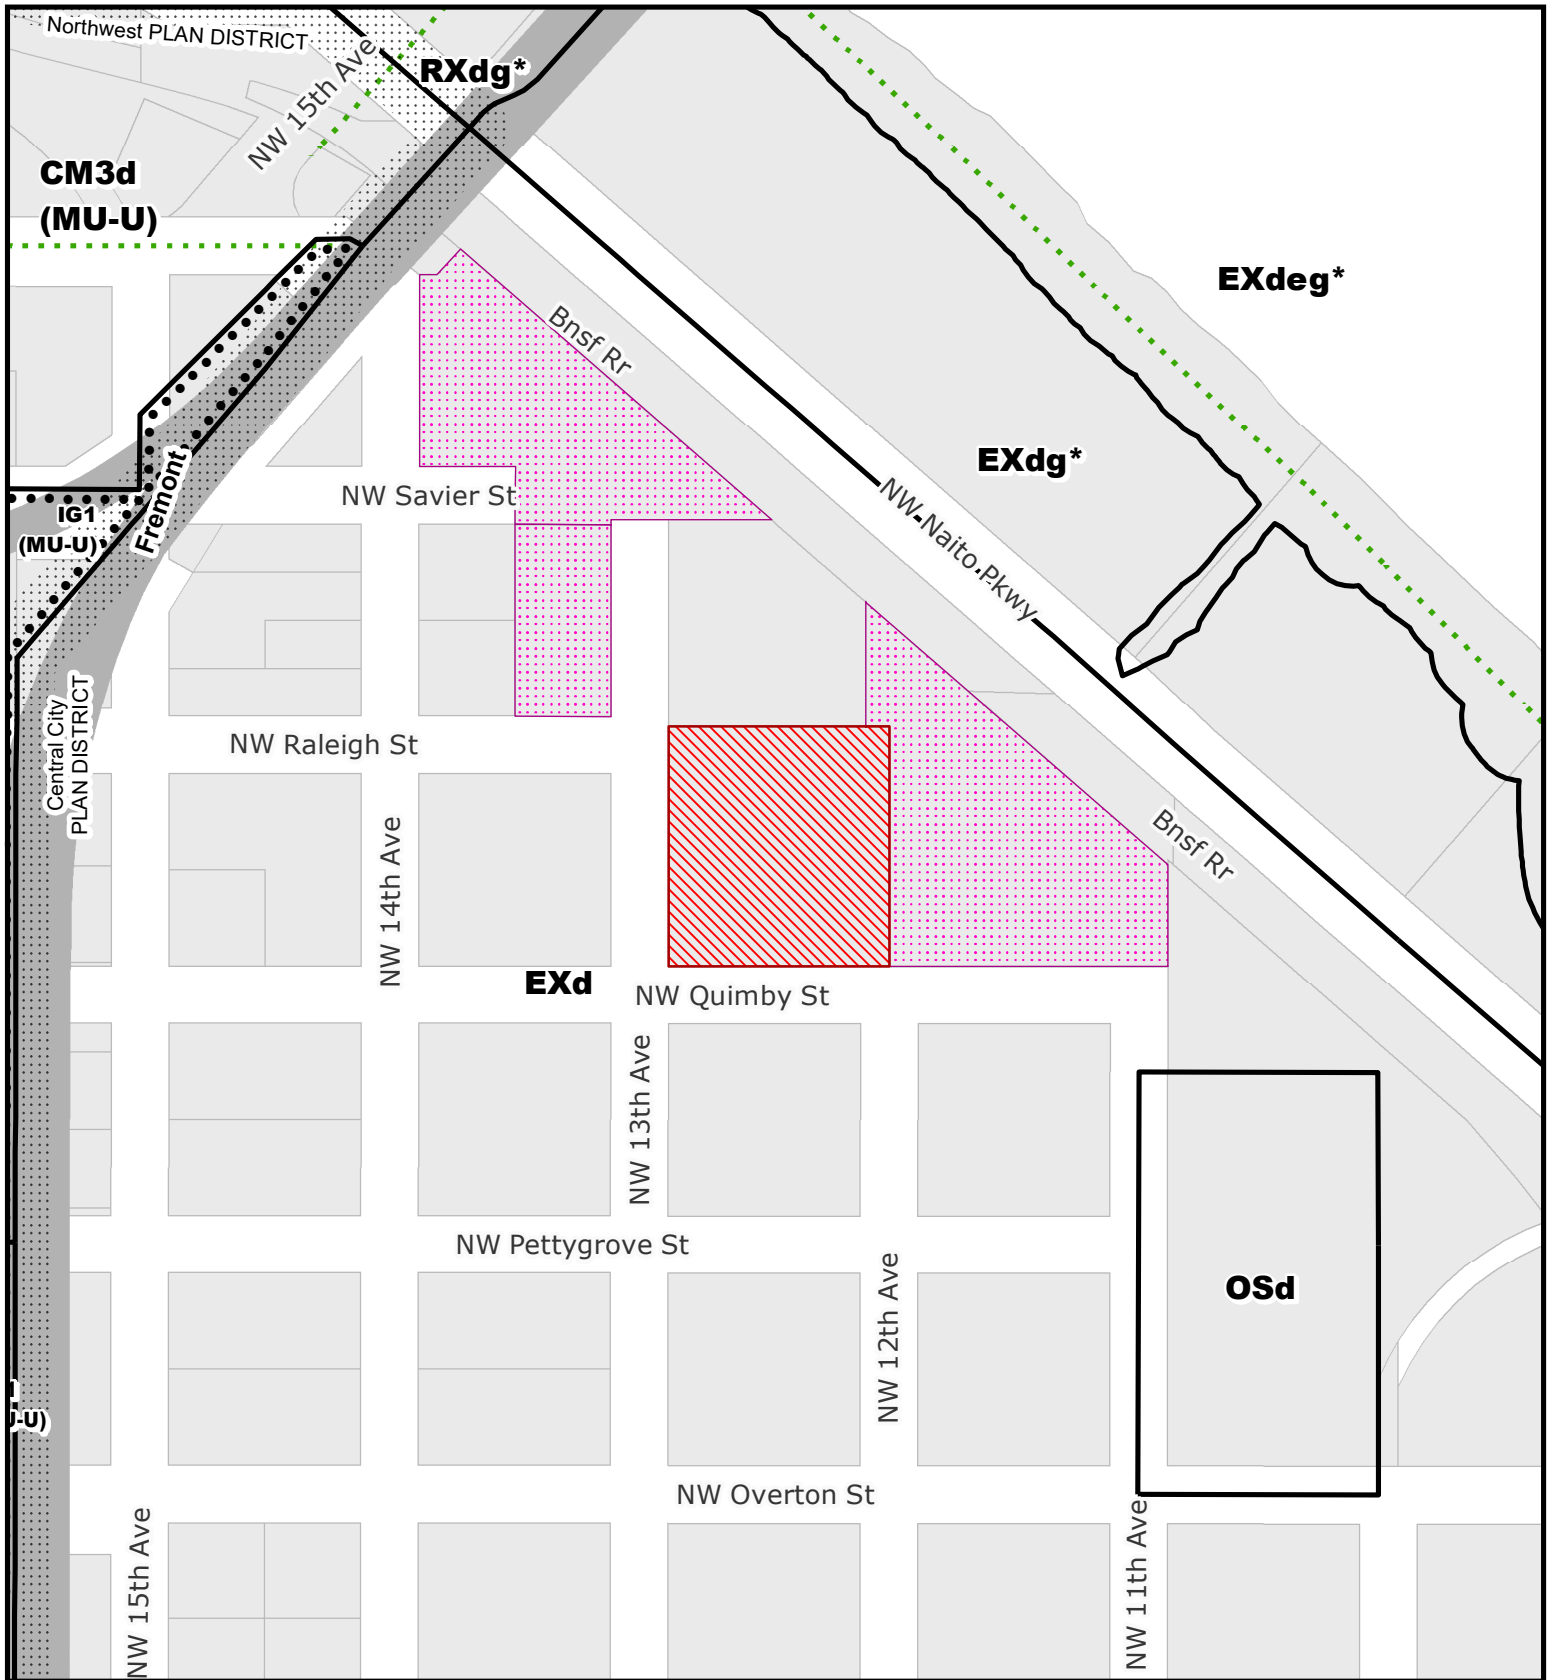 Northwest PLAN DISTRICT
NW 15th Ave
RXdg*
CM3d
(MU-U)
EXdeg*
Bnsf Rr
EXdg*
NW Savier St
NW Naito Pkwy
IG1
(MU-U)
Fremont
Central City
PLAN DISTRICT
NW Raleigh St
Bnsf Rr
NW 14th Ave
EXd
NW Quimby St
NW 13th Ave
NW Pettygrove St
NW 12th Ave
OSd
J-U)
NW Overton St
NW 15th Ave
NW 11th Ave